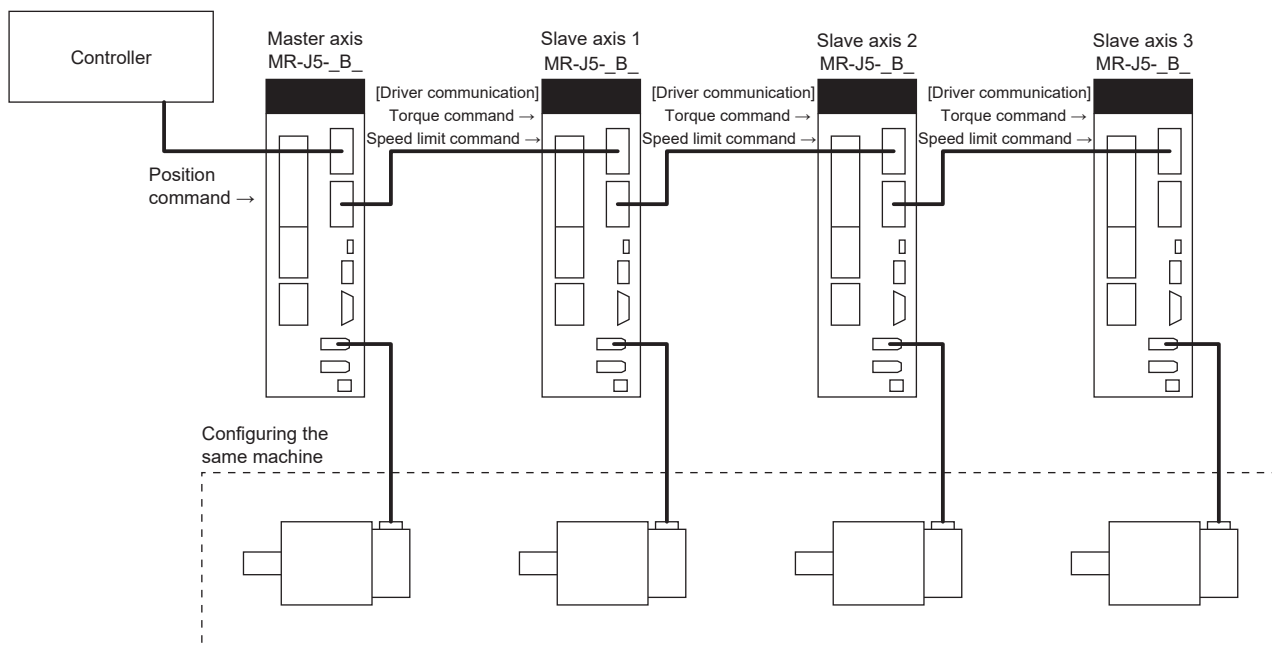 Controller
Master axis
MR-J5-_B_
Slave axis 1
MR-J5-_B_
Slave axis 2
MR-J5-_B_
Slave axis 3
MR-J5-_B_
[Driver communication]
Torque command →
Speed limit command →
[Driver communication]
Torque command →
Speed limit command →
[Driver communication]
Torque command →
Speed limit command →
Position
command →
Configuring the
same machine